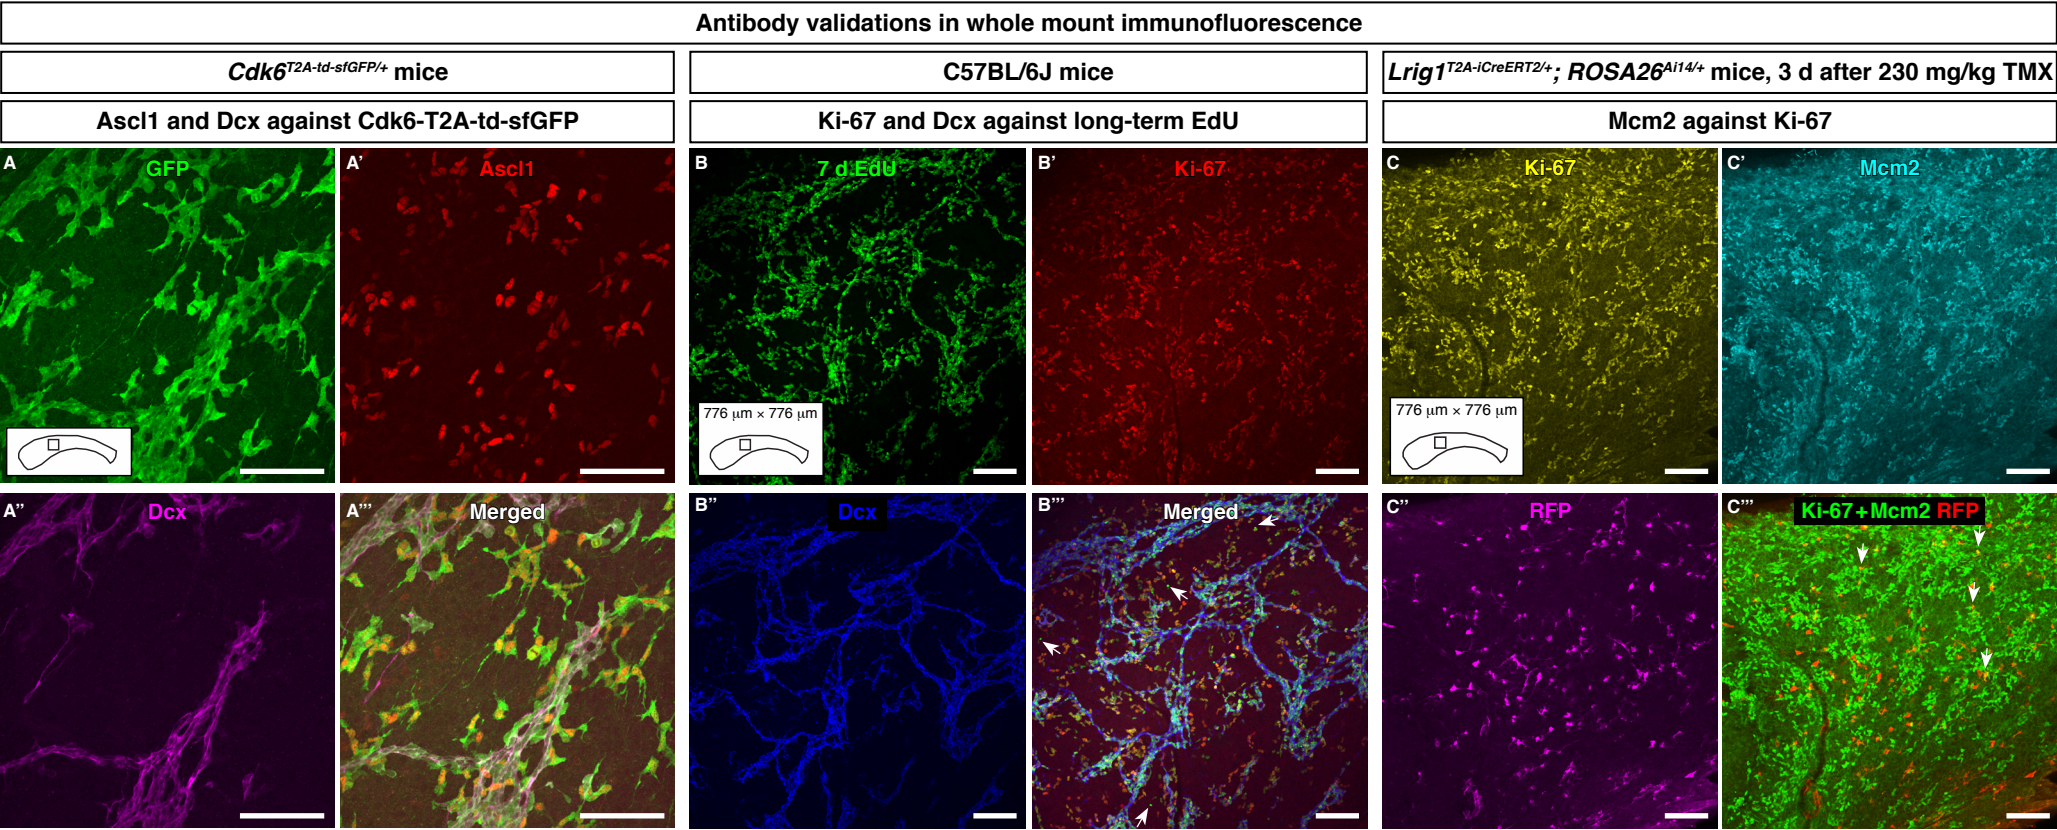 Antibody validations in whole mount immunofluorescence
Cdk6T2A-td-sfGFP/+ mice
C57BL/6J mice
Lrig1T2A-iCreERT2/+; ROSA26Ai14/+ mice, 3 d after 230 mg/kg TMX
Ascl1 and Dcx against Cdk6-T2A-td-sfGFP
Ki-67 and Dcx against long-term EdU
Mcm2 against Ki-67
A
GFP
A’
Ascl1
B
7 d EdU
776 μm × 776 μm
B’
Ki-67
C
Ki-67
776 μm × 776 μm
C’
Mcm2
A’’
Dcx
A’’’
Merged
B’’
Dcx
B’’’
Merged
C’’
RFP
C’’’
Ki-67+Mcm2 RFP